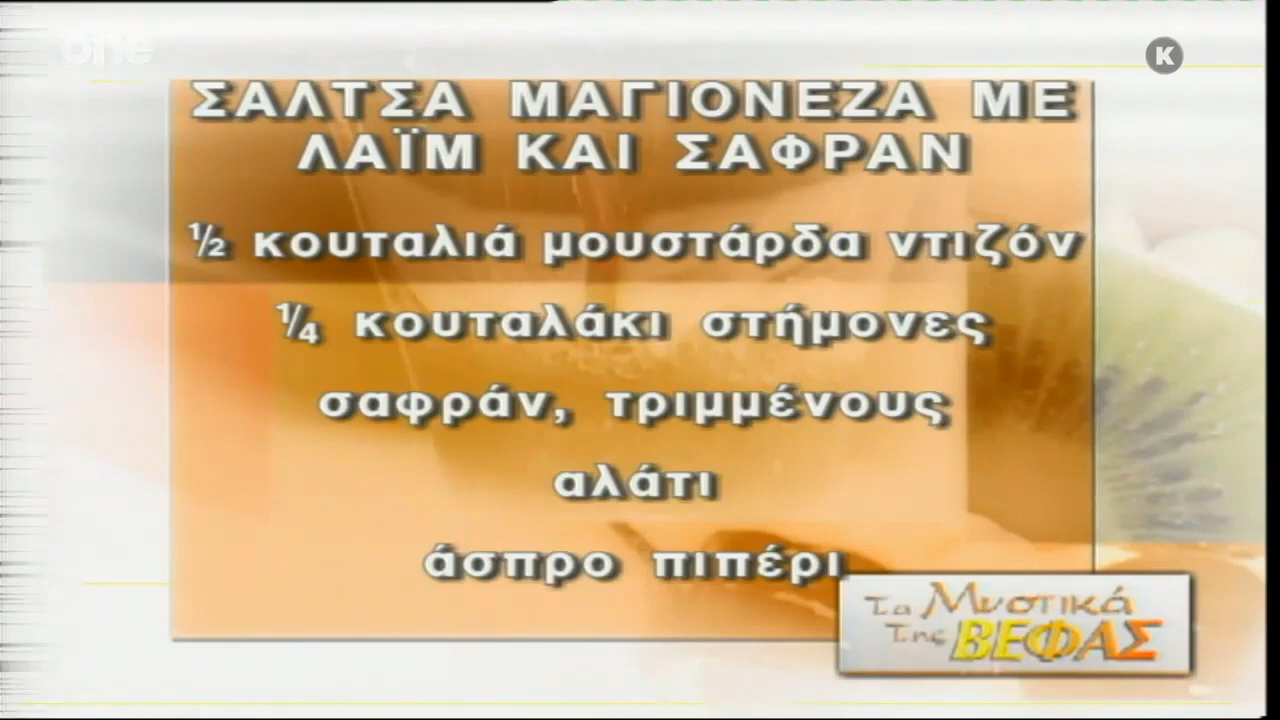 one
K
ΣΑΛΤΣΑ ΜΑΓΙΟΝΕΖΑ ΜΕ
ΛΑΪΜ ΚΑΙ ΣΑΦΡΑΝ
½ κουταλιά μουστάρδα ντιζόν
¼ κουταλάκι στήμονες
σαφράν, τριμμένους
αλάτι
άσπρο πιπέρι
Τα Μυστικά
Της ΒΕΦΑΣ